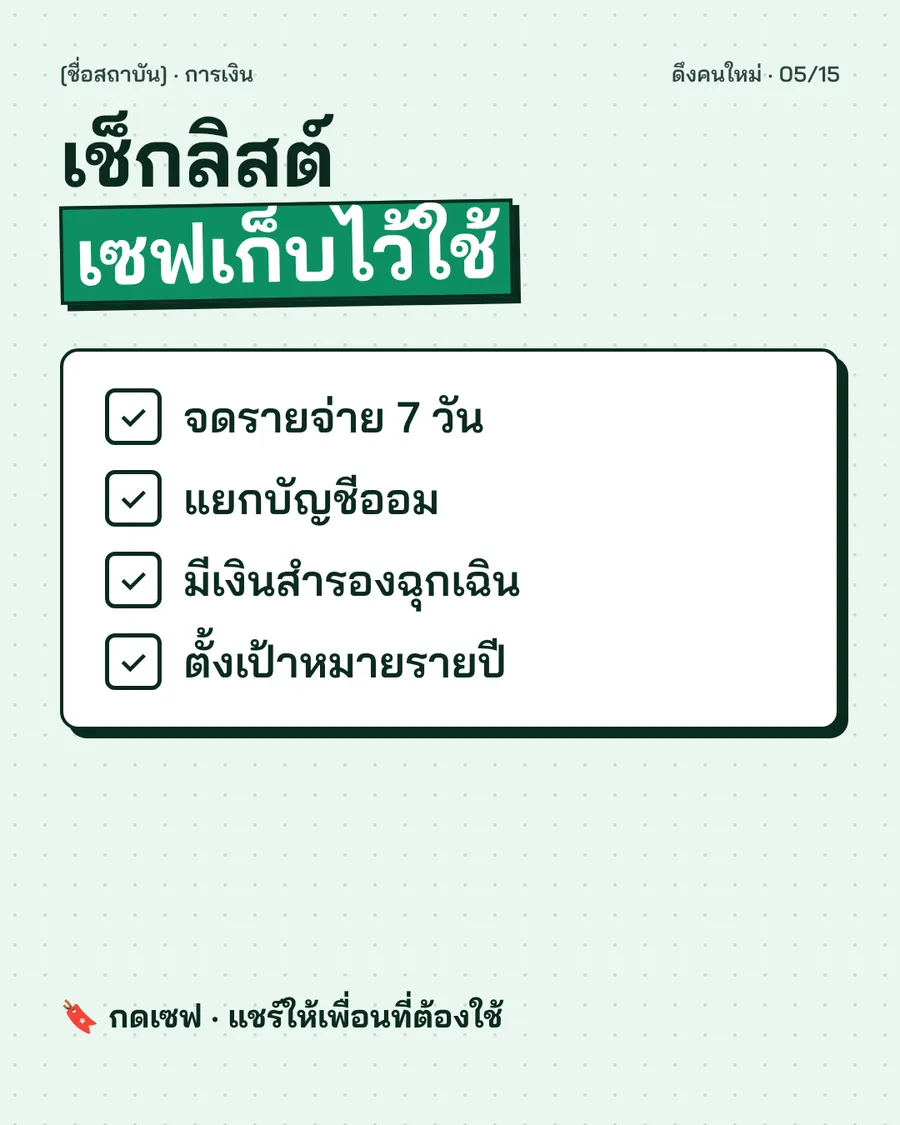 [ชื่อสถาบัน] · การเงิน
ดึงคนใหม่ · 05/15
เช็กลิสต์
เซฟเก็บไว้ใช้
จดรายจ่าย 7 วัน
แยกบัญชีออม
มีเงินสำรองฉุกเฉิน
ตั้งเป้าหมายรายปี
กดเซฟ · แชร์ให้เพื่อนที่ต้องใช้